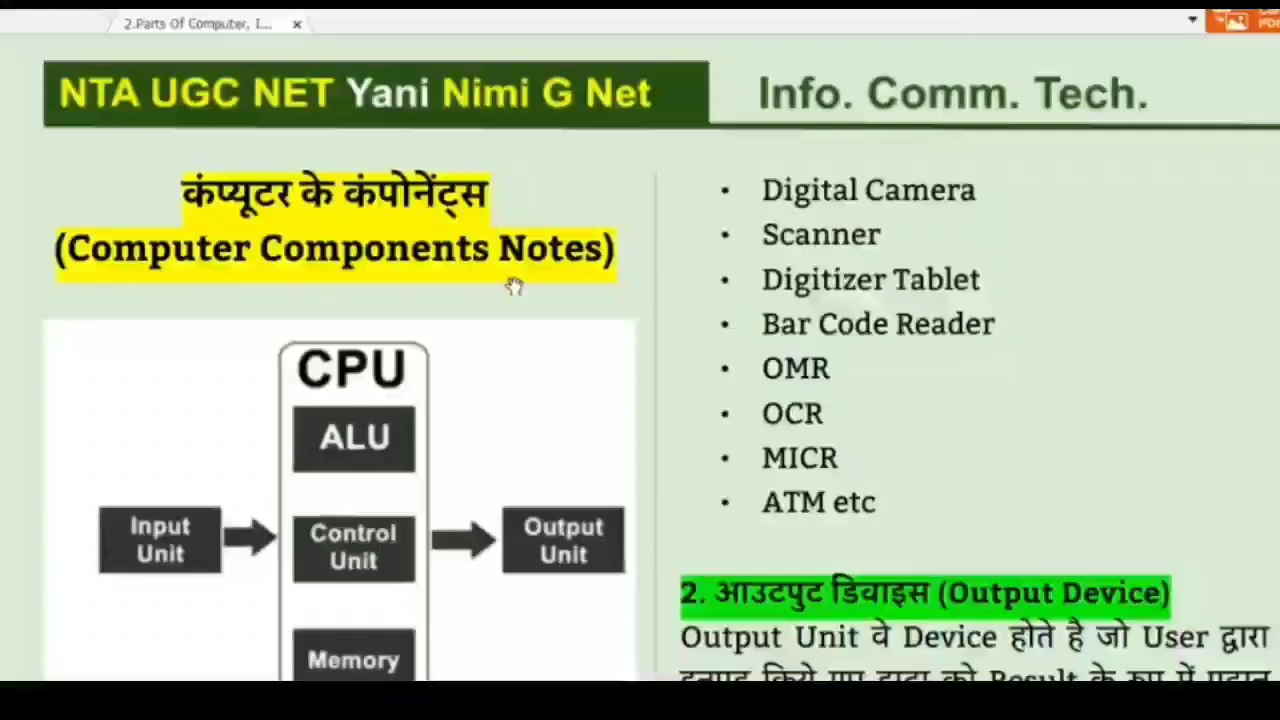 2.Parts Of Computer, I...
NTA UGC NET Yani Nimi G Net
Info. Comm. Tech.
कंप्यूटर के कंपोनेंट्स
(Computer Components Notes)
CPU
ALU
Input
Unit
Control
Unit
Output
Unit
Memory
• Digital Camera
• Scanner
• Digitizer Tablet
• Bar Code Reader
• OMR
• OCR
• MICR
• ATM etc
2. आउटपुट डिवाइस (Output Device)
Output Unit वे Device होते है जो User द्वारा
डाटा को Result के रूप में